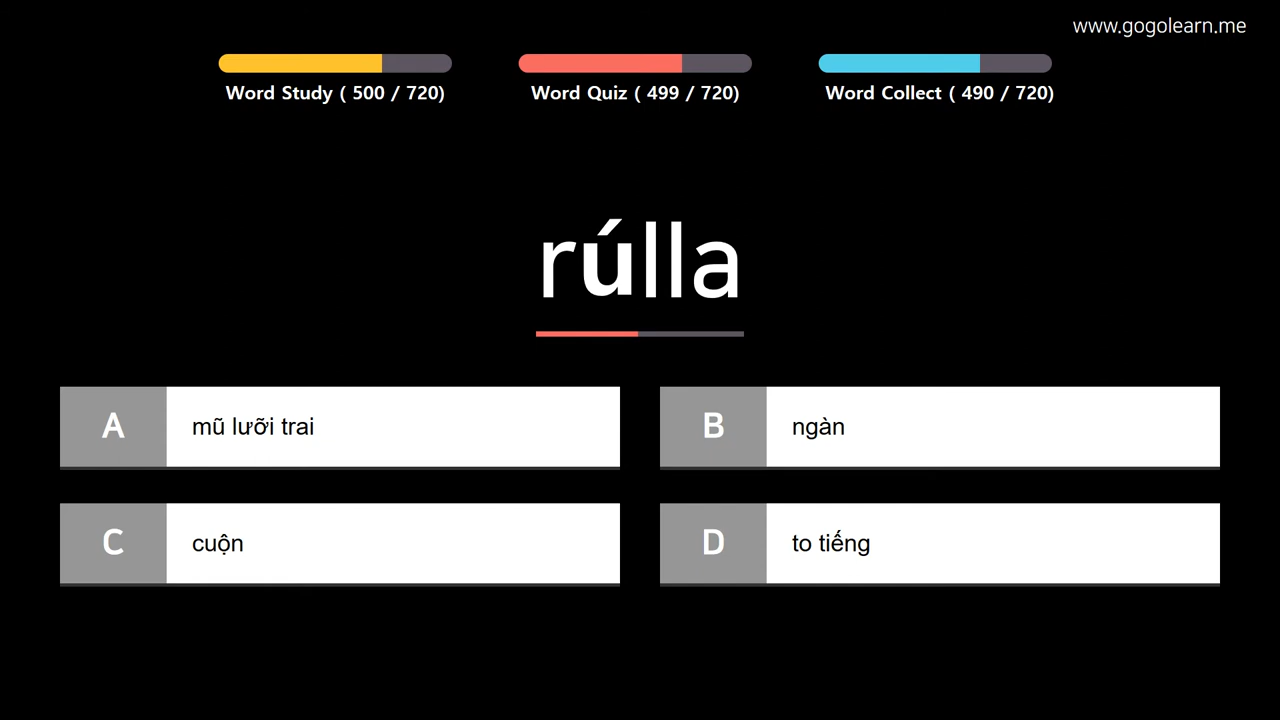 www.gogolearn.me
Word Study ( 500 / 720)
Word Quiz ( 499 / 720)
Word Collect ( 490 / 720)
rúlla
A mũ lưỡi trai
B ngàn
C cuộn
D to tiếng